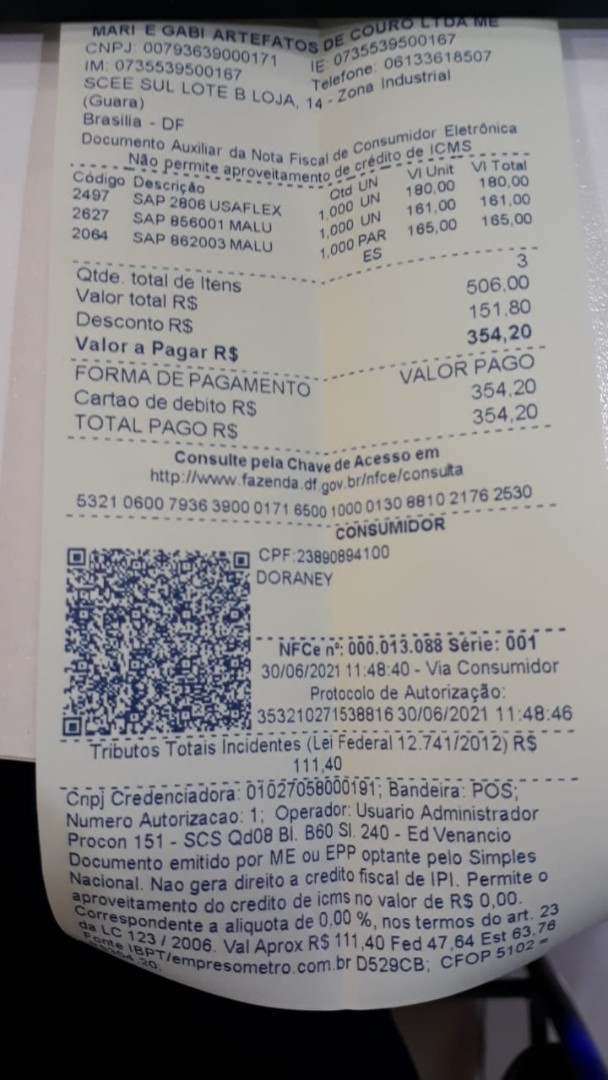 MARI E GABI ARTEFATOS DE COURO LTDA ME
CNPJ: 00793639000171 IE: 0735539500167
IM: 0735539500167 Telefone: 06133618507
SCEE SUL LOTE B LOJA, 14 - Zona Industrial
(Guara)
Brasilia - DF
Documento Auxiliar da Nota Fiscal de Consumidor Eletrônica
Não permite aproveitamento de crédito de ICMS
Código Descrição Qtd UN Vl Unit Vl Total
2497 SAP 2806 USAFLEX 1,000 UN 180,00 180,00
2627 SAP 856001 MALU 1,000 UN 161,00 161,00
2064 SAP 862003 MALU 1,000 PAR 165,00 165,00
ES
Qtde. total de Itens 3
Valor total R$ 506,00
Desconto R$ 151,80
Valor a Pagar R$ 354,20
FORMA DE PAGAMENTO VALOR PAGO
Cartao de debito R$ 354,20
TOTAL PAGO R$ 354,20
Consulte pela Chave de Acesso em
http://www.fazenda.df.gov.br/nfce/consulta
5321 0600 7936 3900 0171 6500 1000 0130 8810 2176 2530
CONSUMIDOR
CPF:23890894100
DORANEY
NFCe nº: 000.013.088 Série: 001
30/06/2021 11:48:40 - Via Consumidor
Protocolo de Autorização:
353210271538816 30/06/2021 11:48:46
Tributos Totais Incidentes (Lei Federal 12.741/2012) R$
111,40
Cnpj Credenciadora: 01027058000191; Bandeira: POS;
Numero Autorizacao: 1; Operador: Usuario Administrador
Procon 151 - SCS Qd08 Bl. B60 Sl. 240 - Ed Venancio
Documento emitido por ME ou EPP optante pelo Simples
Nacional. Nao gera direito a credito fiscal de IPI. Permite o
aproveitamento do credito de icms no valor de R$ 0,00.
Correspondente a aliquota de 0,00 %, nos termos do art. 23
da LC 123 / 2006. Val Aprox R$ 111,40 Fed 47,64 Est 63,76
Fonte IBPT/empresometro.com.br D529CB; CFOP 5102 =